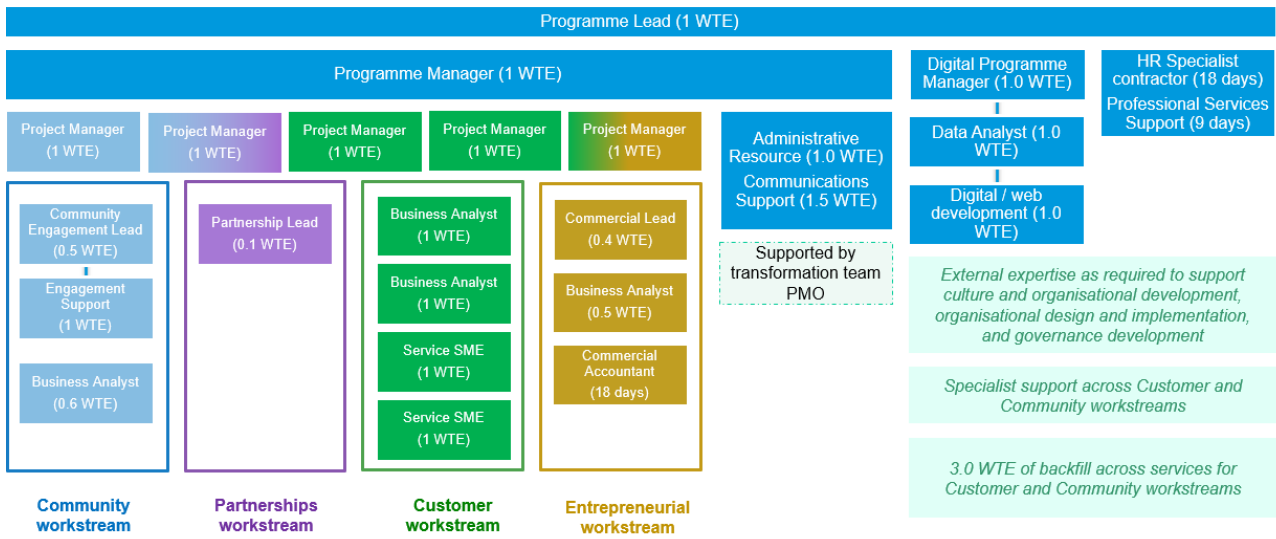 Programme Lead (1 WTE)
Programme Manager (1 WTE)
Digital Programme
Manager (1.0 WTE)
HR Specialist
contractor (18 days)
Professional Services
Support (9 days)
Project Manager
(1 WTE)
Project Manager
(1 WTE)
Project Manager
(1 WTE)
Project Manager
(1 WTE)
Project Manager
(1 WTE)
Administrative
Resource (1.0 WTE)
Communications
Support (1.5 WTE)
Data Analyst (1.0
WTE)
Digital / web
development (1.0
WTE)
Community
Engagement Lead
(0.5 WTE)
Engagement
Support
(1 WTE)
Business Analyst
(0.6 WTE)
Partnership Lead
(0.1 WTE)
Business Analyst
(1 WTE)
Business Analyst
(1 WTE)
Service SME
(1 WTE)
Service SME
(1 WTE)
Commercial Lead
(0.4 WTE)
Business Analyst
(0.5 WTE)
Commercial
Accountant
(18 days)
Supported by
transformation team
PMO
External expertise as required to support
culture and organisational development,
organisational design and implementation,
and governance development
Specialist support across Customer and
Community workstreams
3.0 WTE of backfill across services for
Customer and Community workstreams
Community
workstream
Partnerships
workstream
Customer
workstream
Entrepreneurial
workstream